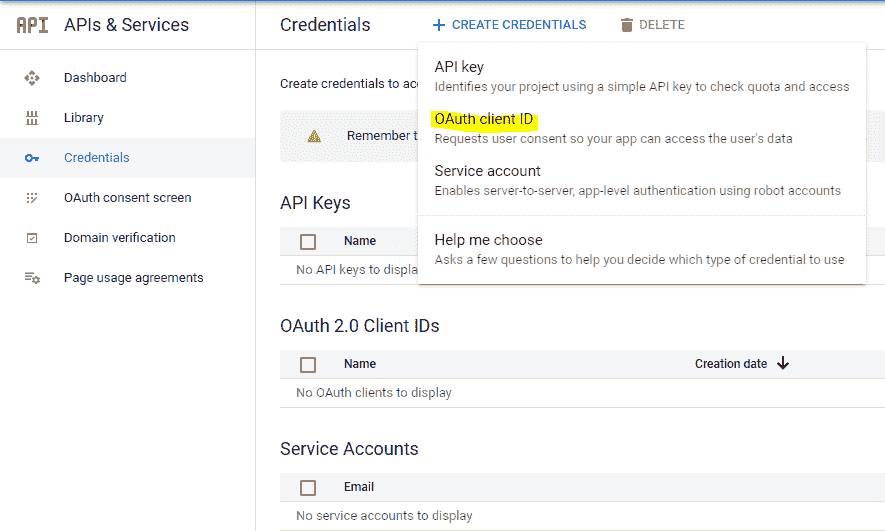 API APIs & Services
Credentials
+ CREATE CREDENTIALS
DELETE
Dashboard
Library
Credentials
OAuth consent screen
Domain verification
Page usage agreements
Create credentials to
API key
Identifies your project using a simple API key to check quota and access
OAuth client ID
Requests user consent so your app can access the user's data
Service account
Enables server-to-server, app-level authentication using robot accounts
Help me choose
Asks a few questions to help you decide which type of credential to use
Remember
API Keys
Name
No API keys to
OAuth 2.0 Client IDs
Name
Creation date
No OAuth clients to display
Service Accounts
Email
No service accounts to display